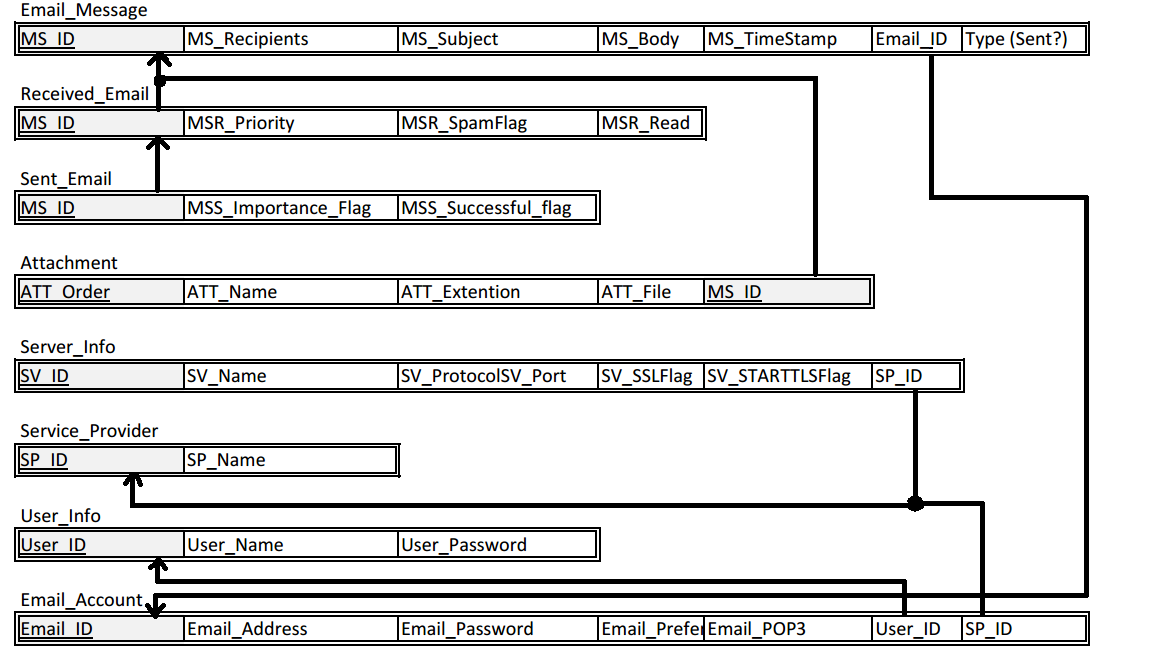 Email_Message
MS_ID MS_Recipients MS_Subject MS_Body MS_TimeStamp Email_ID Type (Sent?)
Received_Email
MS_ID MSR_Priority MSR_SpamFlag MSR_Read
Sent_Email
MS_ID MSS_Importance_Flag MSS_Successful_flag
Attachment
ATT_Order ATT_Name ATT_Extention ATT_File MS_ID
Server_Info
SV_ID SV_Name SV_ProtocolSV_Port SV_SSLFlag SV_STARTTLSFlag SP_ID
Service_Provider
SP_ID SP_Name
User_Info
User_ID User_Name User_Password
Email_Account
Email_ID Email_Address Email_Password Email_Prefer Email_POP3 User_ID SP_ID